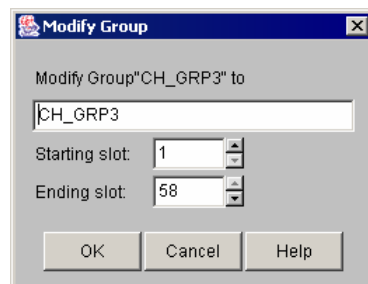 Modify Group
Modify Group"CH_GRP3" to
CH_GRP3
Starting slot: 1
Ending slot: 58
OK Cancel Help